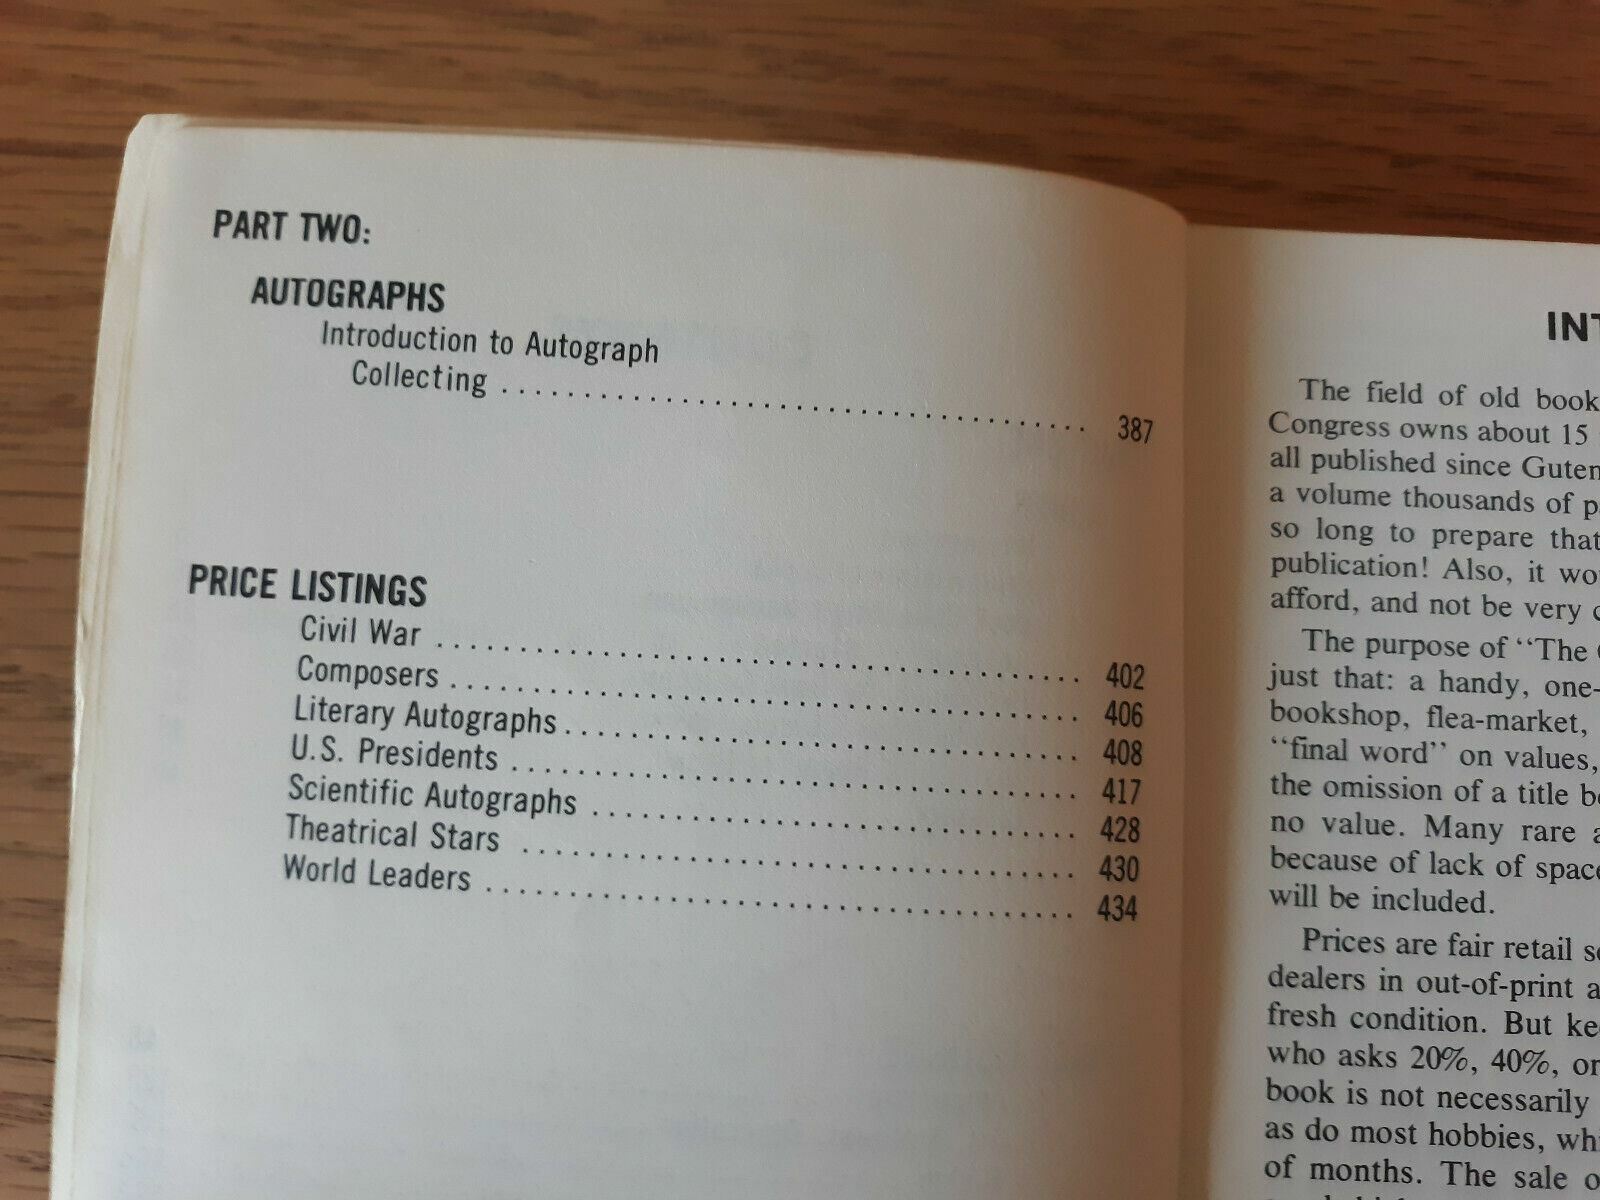 PART TWO:
AUTOGRAPHS
Introduction to Autograph
Collecting .................................... 387
PRICE LISTINGS
Civil War ........................................ 402
Composers ....................................... 406
Literary Autographs ................................ 408
U.S. Presidents ................................... 417
Scientific Autographs .............................. 428
Theatrical Stars ................................... 430
World Leaders ..................................... 434
The field of old book
Congress owns about 15
all published since
a volume thousands of
so long to prepare that
publication! Also, it
afford, and not be very
The purpose of “The
just that: a handy, one-
bookshop, flea-market,
“final word” on values,
the omission of a title
no value. Many rare
because of lack of
will be included.
Prices are fair retail
dealers in out-of-print
fresh condition. But
who asks 20%, 40%,
book is not necessarily
as do most hobbies,
of months. The sale